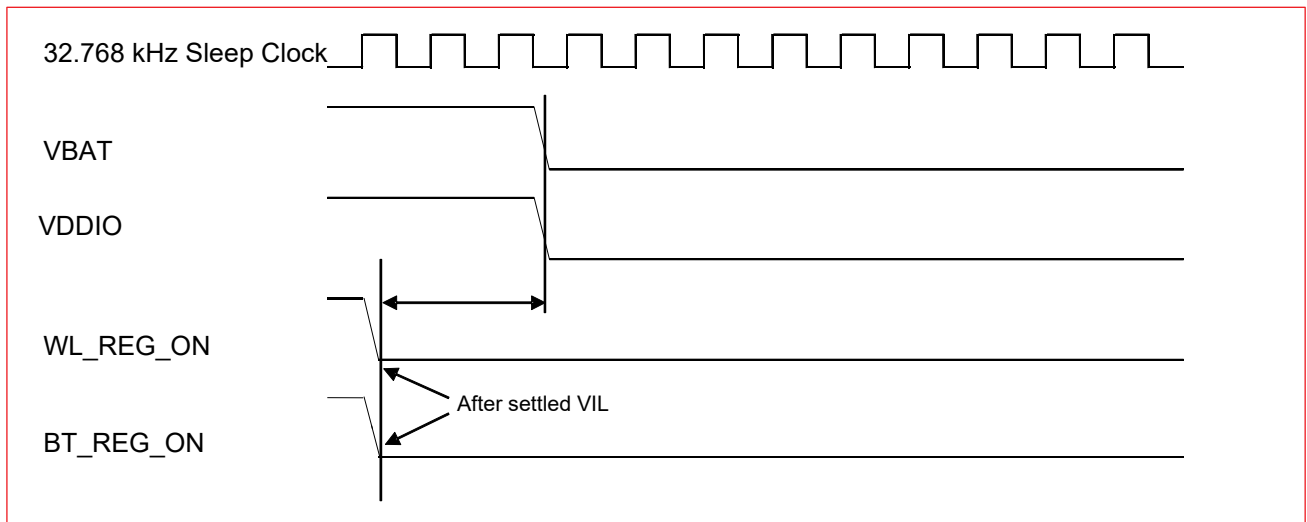 32.768 kHz Sleep Clock
VBAT
VDDIO
WL_REG_ON
After settled VIL
BT_REG_ON